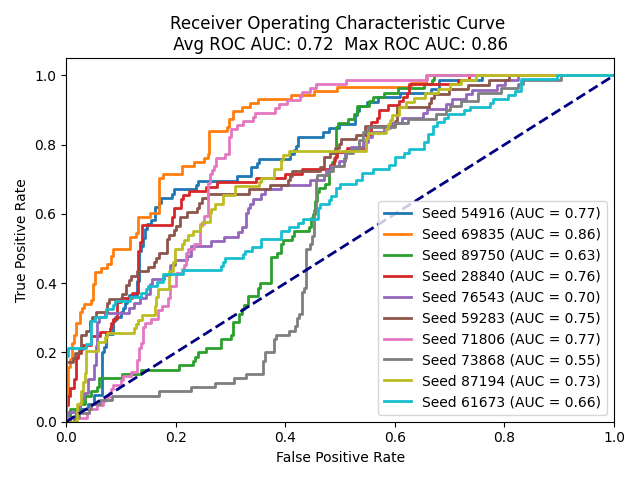 Receiver Operating Characteristic Curve
Avg ROC AUC: 0.72  Max ROC AUC: 0.86
True Positive Rate
1.0
0.8
0.6
0.4
0.2
0.0
Seed 54916 (AUC = 0.77)
Seed 69835 (AUC = 0.86)
Seed 89750 (AUC = 0.63)
Seed 28840 (AUC = 0.76)
Seed 76543 (AUC = 0.70)
Seed 59283 (AUC = 0.75)
Seed 71806 (AUC = 0.77)
Seed 73868 (AUC = 0.55)
Seed 87194 (AUC = 0.73)
Seed 61673 (AUC = 0.66)
0.0 0.2 0.4 0.6 0.8 1.0
False Positive Rate